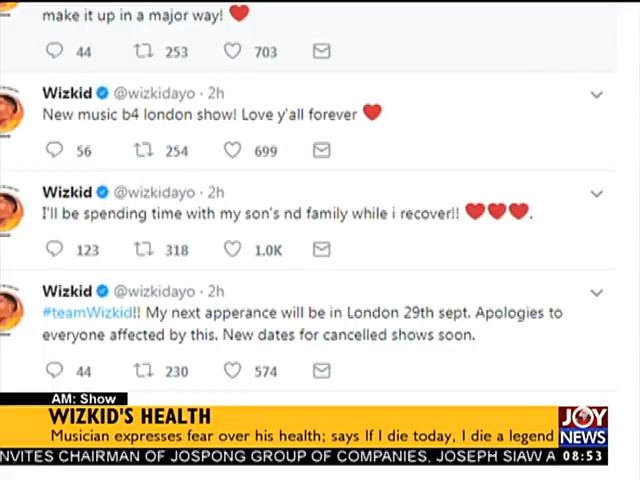 make it up in a major way! ❤
44 253 703
Wizkid @wizkidayo · 2h
New music b4 london show! Love y'all forever ❤
56 254 699
Wizkid @wizkidayo · 2h
I'll be spending time with my son's nd family while i recover!! ❤❤❤.
123 318 1.0K
Wizkid @wizkidayo · 2h
#teamWizkid!! My next apperance will be in London 29th sept. Apologies to
everyone affected by this. New dates for cancelled shows soon.
44 230 574
AM: Show
WIZKID'S HEALTH
Musician expresses fear over his health; says If I die today, I die a legend
JOY
NEWS
NVITES CHAIRMAN OF JOSPONG GROUP OF COMPANIES, JOSEPH SIAW A 08:53